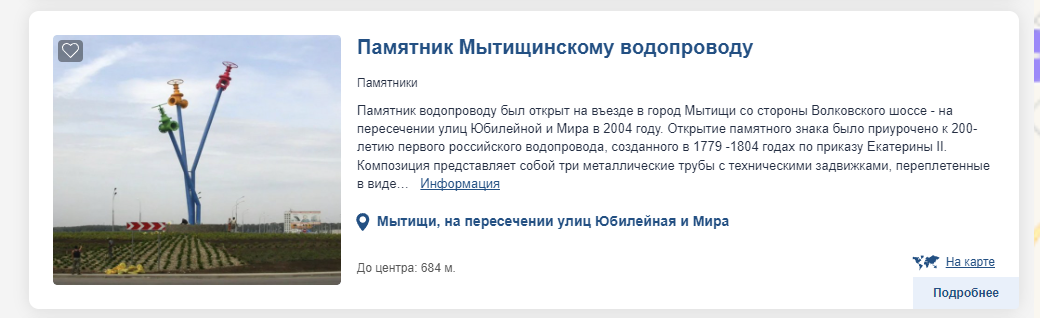 Памятник Мытищинскому водопроводу
Памятники
Памятник водопроводу был открыт на въезде в город Мытищи со стороны Волковского шоссе - на
пересечении улиц Юбилейной и Мира в 2004 году. Открытие памятного знака было приурочено к 200-
летию первого российского водопровода, созданного в 1779 -1804 годах по приказу Екатерины II.
Композиция представляет собой три металлические трубы с техническими задвижками, переплетенные
в виде… Информация
Мытищи, на пересечении улиц Юбилейная и Мира
До центра: 684 м.
На карте
Подробнее